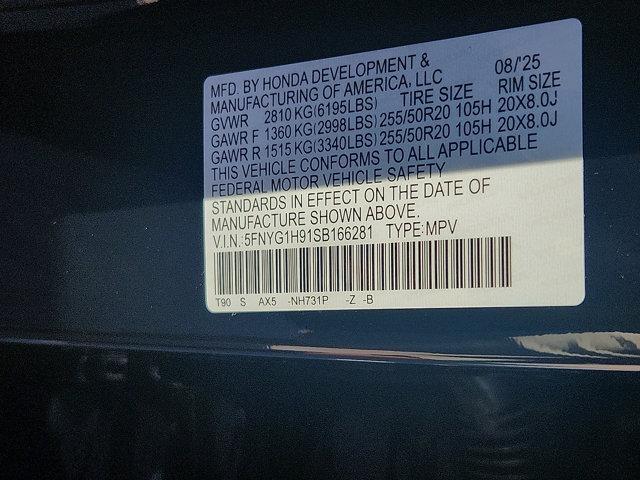 MFD. BY HONDA DEVELOPMENT &
MANUFACTURING OF AMERICA, LLC 08/'25
GVWR 2810 KG(6195LBS) TIRE SIZE RIM SIZE
GAWR F 1360 KG(2998LBS) 255/50R20 105H 20X8.0J
GAWR R 1515 KG(3340LBS) 255/50R20 105H 20X8.0J
THIS VEHICLE CONFORMS TO ALL APPLICABLE
FEDERAL MOTOR VEHICLE SAFETY
STANDARDS IN EFFECT ON THE DATE OF
MANUFACTURE SHOWN ABOVE.
V.I.N.:5FNYG1H91SB166281 TYPE:MPV
T90 S AX5 -NH731P -Z -B